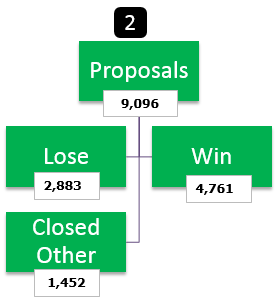 2
Proposals
9,096
Lose
2,883
Win
4,761
Closed
Other
1,452